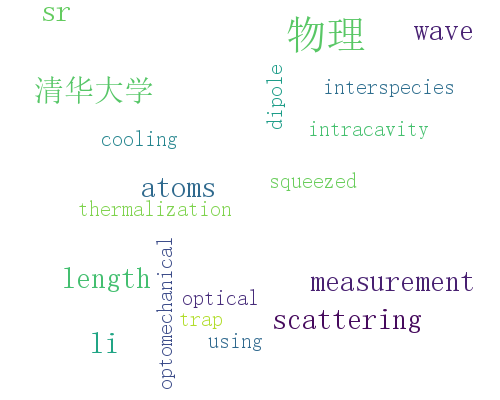 sr
物理
wave
清华大学
dipole
interspecies
intracavity
cooling
squeezed
atoms
thermalization
optomechanical
length
measurement
optical
trap
scattering
li
using